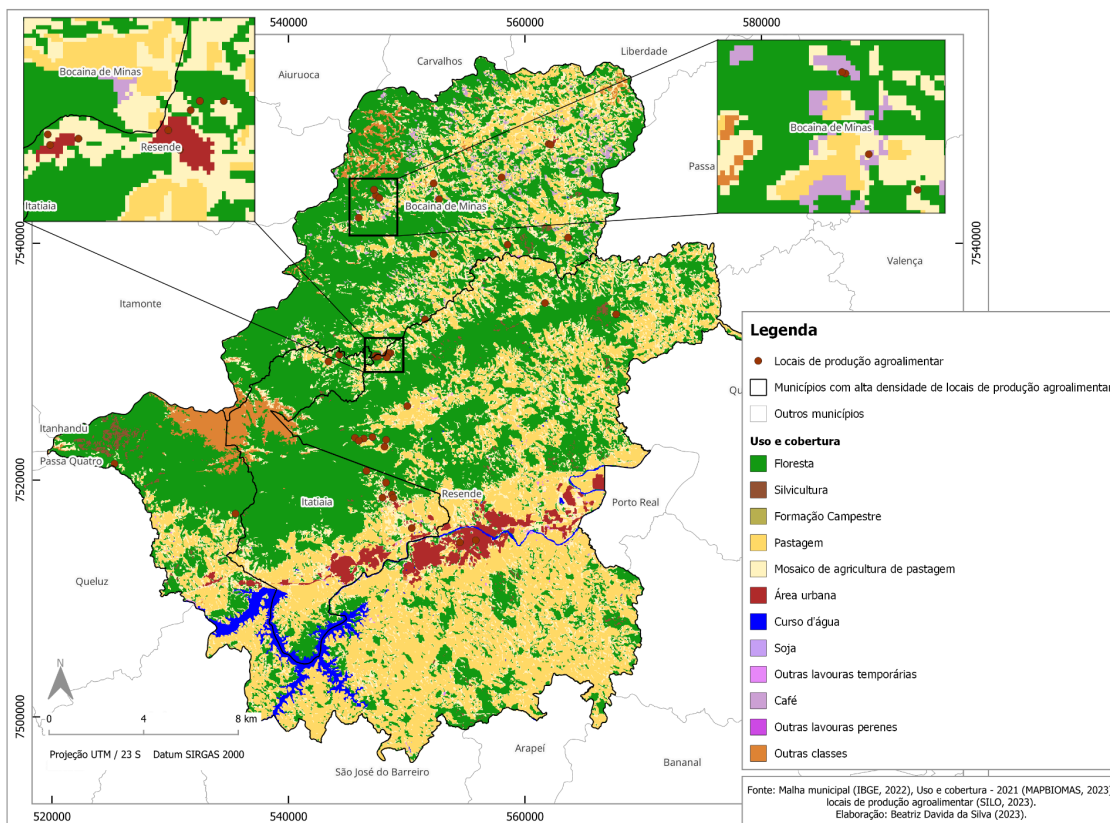 540000
560000
580000
Bocaina de Minas
Resende
Itatiaia
Aiuruoca
Carvalhos
Liberdade
Passa
Bocaina de Minas
Bocaina de Minas
7540000
7540000
Valença
Itamonte
Itanhandu
Passa Quatro
7520000
Itatiaia
Resende
Porto Real
Qu
Queluz
N
7500000
0 4 8 km
Projeção UTM / 23 S Datum SIRGAS 2000
Arapeí
Bananal
São José do Barreiro
520000
540000
560000
Legenda
Locais de produção agroalimentar
Municípios com alta densidade de locais de produção agroalimentar
Outros municípios
Uso e cobertura
Floresta
Silvicultura
Formação Campestre
Pastagem
Mosaico de agricultura de pastagem
Área urbana
Curso d'água
Soja
Outras lavouras temporárias
Café
Outras lavouras perenes
Outras classes
Fonte: Malha municipal (IBGE, 2022), Uso e cobertura - 2021 (MAPBIOMAS, 2023)
locais de produção agroalimentar (SILO, 2023).
Elaboração: Beatriz Davida da Silva (2023).